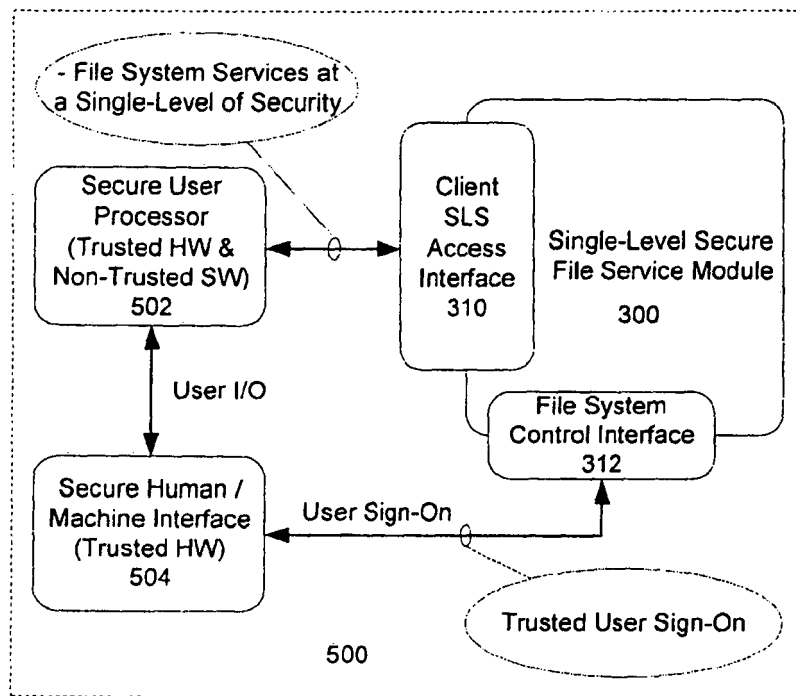 - File System Services at
a Single-Level of Security
Secure User
Processor
(Trusted HW &
Non-Trusted SW)
502
Client
SLS
Access
Interface
310
Single-Level Secure
File Service Module
300
User I/O
File System
Control Interface
312
Secure Human /
Machine Interface
(Trusted HW)
504
User Sign-On
Trusted User Sign-On
500